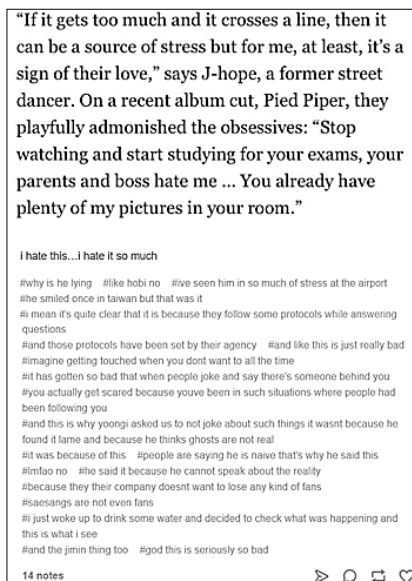 “If it gets too much and it crosses a line, then it
can be a source of stress but for me, at least, it’s a
sign of their love,” says J-hope, a former street
dancer. On a recent album cut, Pied Piper, they
playfully admonished the obsessives: “Stop
watching and start studying for your exams, your
parents and boss hate me ... You already have
plenty of my pictures in your room.”
i hate this...i hate it so much
#why is he lying #like hobi no #ive seen him in so much of stress at the airport
#he smiled once in taiwan but that was it
#i mean it's quite clear that it is because they follow some protocols while answering
questions
#and those protocols have been set by their agency #and like this is just really bad
#imagine getting touched when you dont want to all the time
#it has gotten so bad that when people joke and say there's someone behind you
#you actually get scared because youve been in such situations where people had
been following you
#and this is why yoongi asked us to not joke about such things it wasnt because he
found it lame and because he thinks ghosts are not real
#it was because of this #people are saying he is naive that's why he said this
#lmfao no #he said it because he cannot speak about the reality
#because they their company doesnt want to lose any kind of fans
#saesangs are not even fans
#i just woke up to drink some water and decided to check what was happening and
this is what i see
#and the jimin thing too #god this is seriously so bad
14 notes